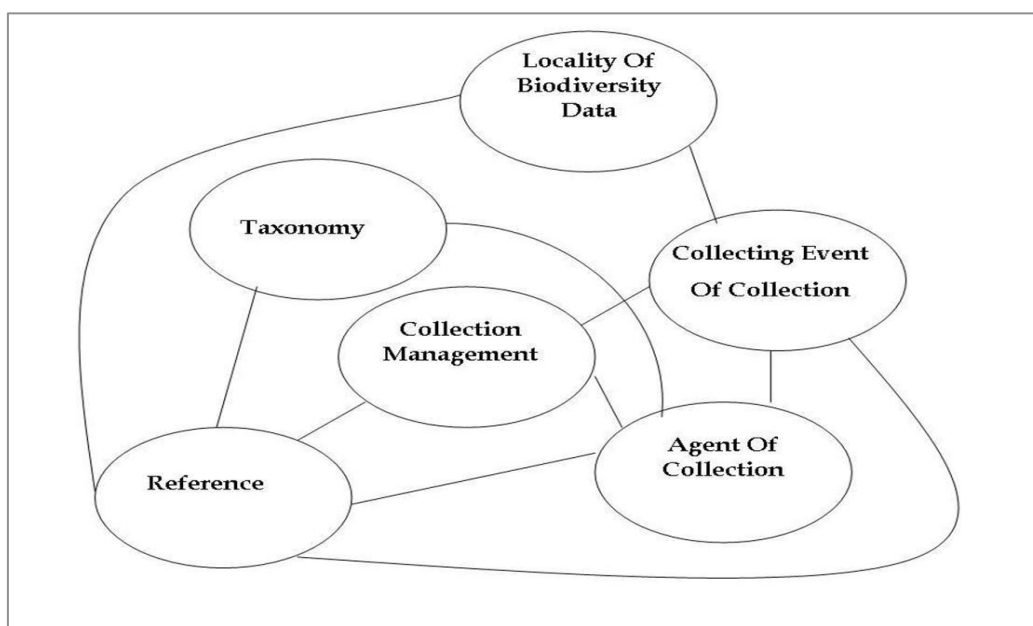 Locality Of
Biodiversity
Data
Taxonomy
Collecting Event
Of Collection
Collection
Management
Agent Of
Collection
Reference